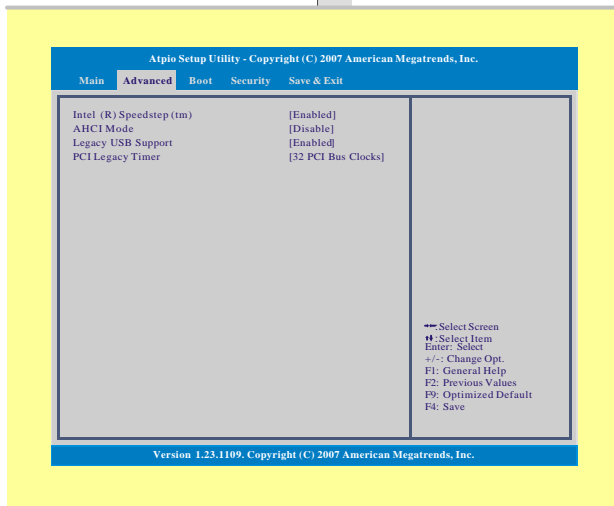 Atpio Setup Utility - Copyright (C) 2007 American Megatrends, Inc.
Main Advanced Boot Security Save & Exit
Intel (R) Speedstep (tm) [Enabled]
AHCI Mode [Disable]
Legacy USB Support [Enabled]
PCI Legacy Timer [32 PCI Bus Clocks]
:Select Screen
:Select Item
Enter: Select
+/-: Change Opt.
F1: General Help
F2: Previous Values
F9: Optimized Default
F4: Save
Version 1.23.1109. Copyright (C) 2007 American Megatrends, Inc.